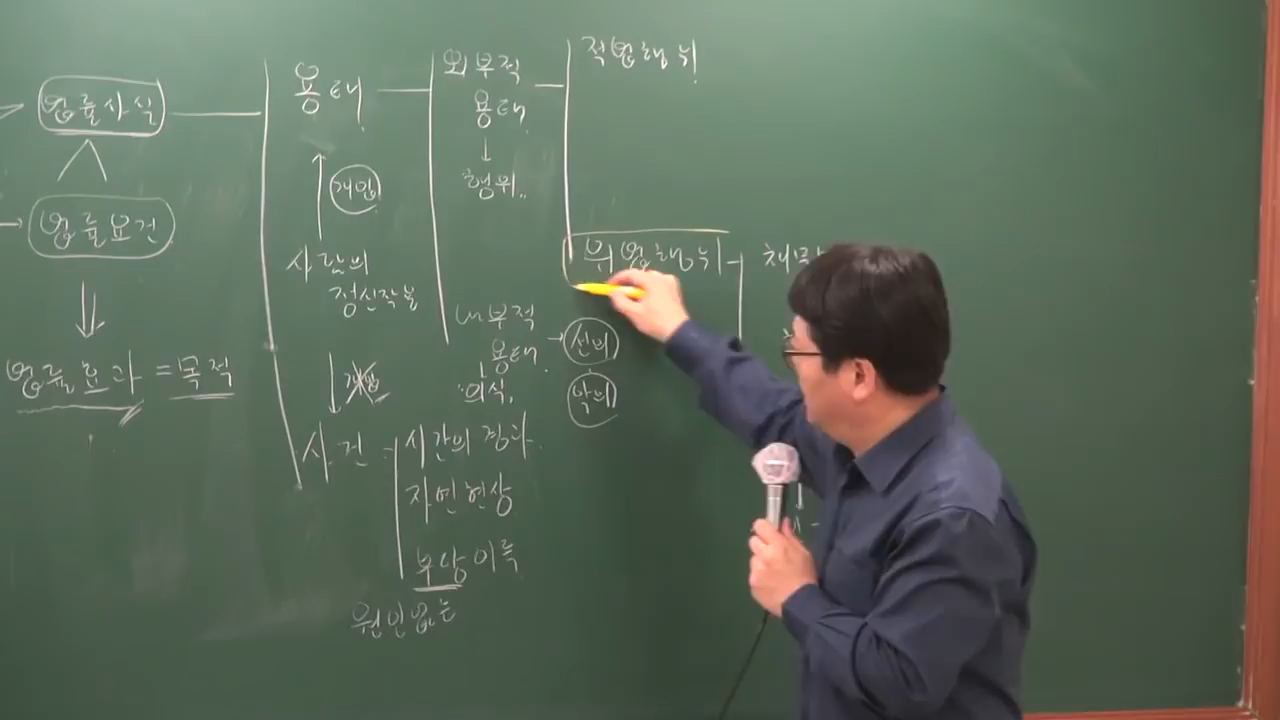 법률사실
법률요건
법률효과 = 목적
용태
개입
사람의
정신작용
개입
사건
시간의 경과
자연현상
부당이득
원인없는
외부적
용태
행위
내부적
용태
의식
선의
악의
적법행위
위법행위
채무